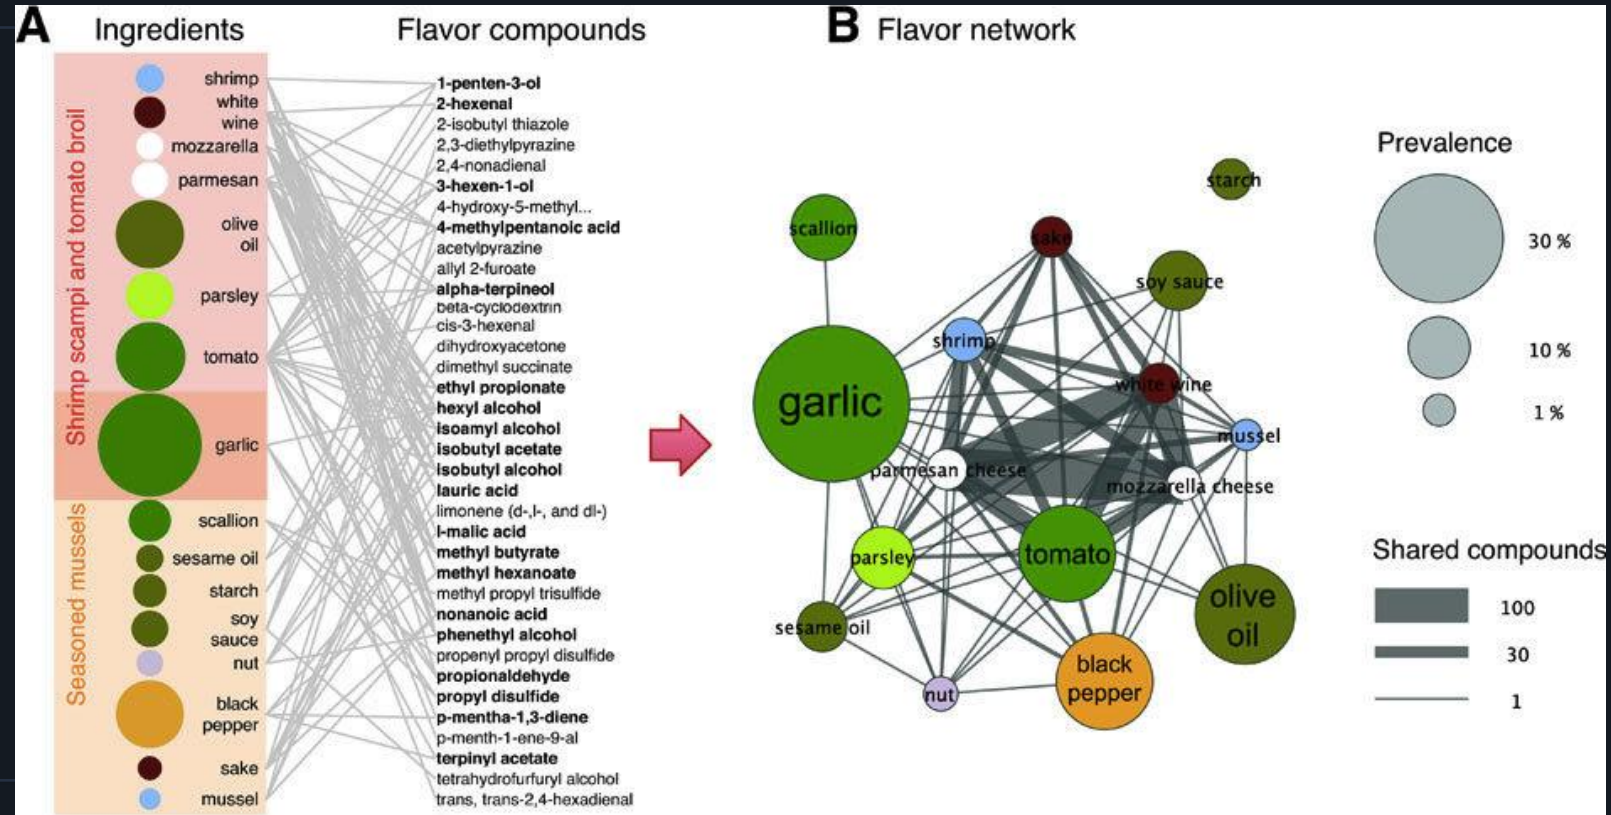 A Ingredients Flavor compounds
Shrimp scampi and tomato broil
shrimp
white
wine
mozzarella
parmesan
olive
oil
parsley
tomato
garlic
Seasoned mussels
scallion
sesame oil
starch
soy
sauce
nut
black
pepper
sake
mussel
1-penten-3-ol
2-hexenal
2-isobutyl thiazole
2,3-diethylpyrazine
2,4-nonadienal
3-hexen-1-ol
4-hydroxy-5-methyl...
4-methylpentanoic acid
acetylpyrazine
allyl 2-furoate
alpha-terpineol
beta-cyclodextrin
cis-3-hexenal
dihydroxyacetone
dimethyl succinate
ethyl propionate
hexyl alcohol
isoamyl alcohol
isobutyl acetate
isobutyl alcohol
lauric acid
limonene (d-,l-, and dl-)
l-malic acid
methyl butyrate
methyl hexanoate
methyl propyl trisulfide
nonanoic acid
phenethyl alcohol
propenyl propyl disulfide
propionaldehyde
propyl disulfide
p-mentha-1,3-diene
p-menth-1-ene-9-al
terpinyl acetate
tetrahydrofurfuryl alcohol
trans, trans-2,4-hexadienal
B Flavor network
starch
scallion
sake
soy sauce
shrimp
white wine
garlic
mussel
parmesan cheese
mozzarella cheese
parsley
tomato
olive
oil
sesame oil
black
pepper
nut
Prevalence
30 %
10 %
1 %
Shared compounds
100
30
1